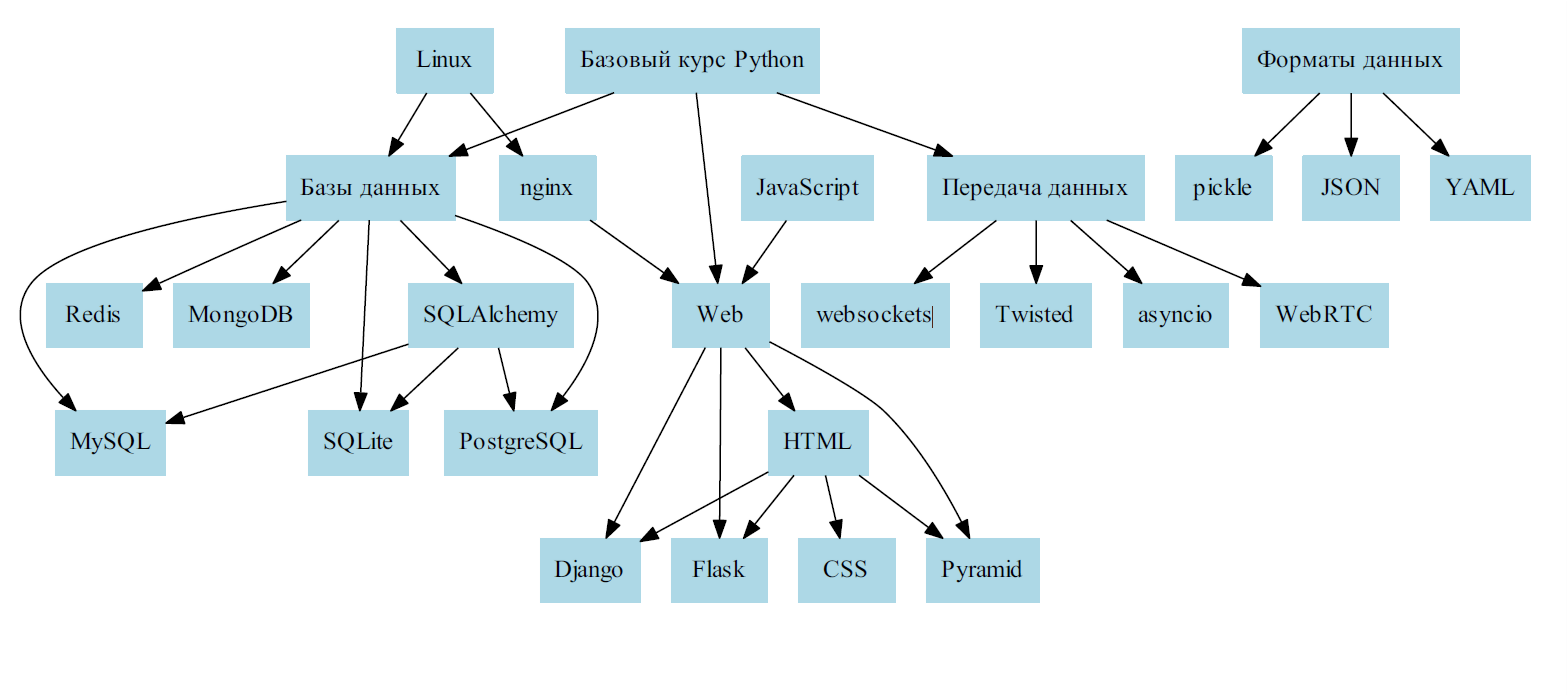 Linux
Базовый курс Python
Форматы данных
Базы данных
nginx
JavaScript
Передача данных
pickle
JSON
YAML
Redis
MongoDB
SQLAlchemy
Web
websockets
Twisted
asyncio
WebRTC
MySQL
SQLite
PostgreSQL
HTML
Django
Flask
CSS
Pyramid